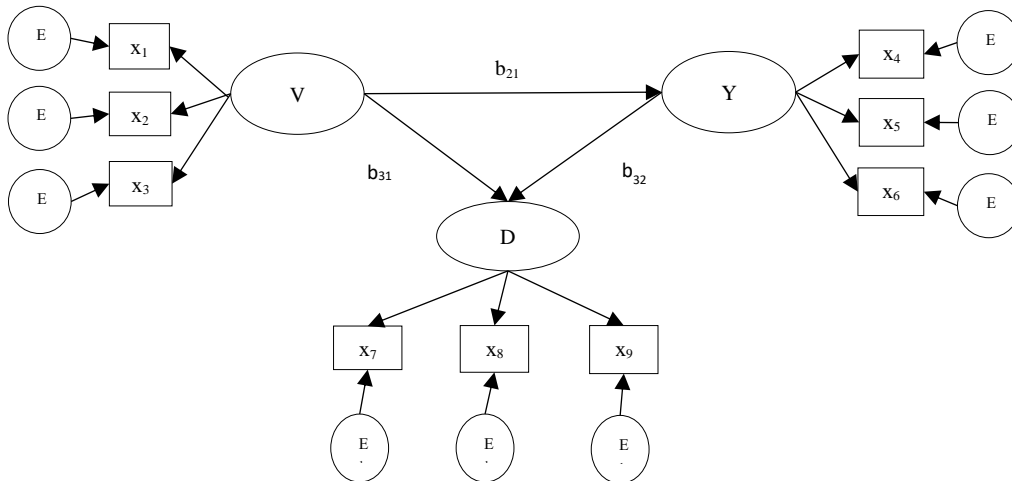 E
x₁
V
b₂₁
Y
x₄
E
E
x₂
x₅
E
E
x₃
b₃₁
b₃₂
x₆
E
D
x₇
x₈
x₉
E
.
E
.
E
.